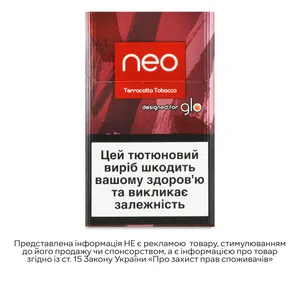 neo
Terracotta Tobacco
designed for glo
Цей тютюновий
виріб шкодить
вашому здоров'ю
та викликає
залежність
Представлена інформація НЕ є рекламою товару, стимулюванням
до його продажу чи спонсорством, а є інформацією про товар
згідно із ст. 15 Закону України «Про захист прав споживачів»